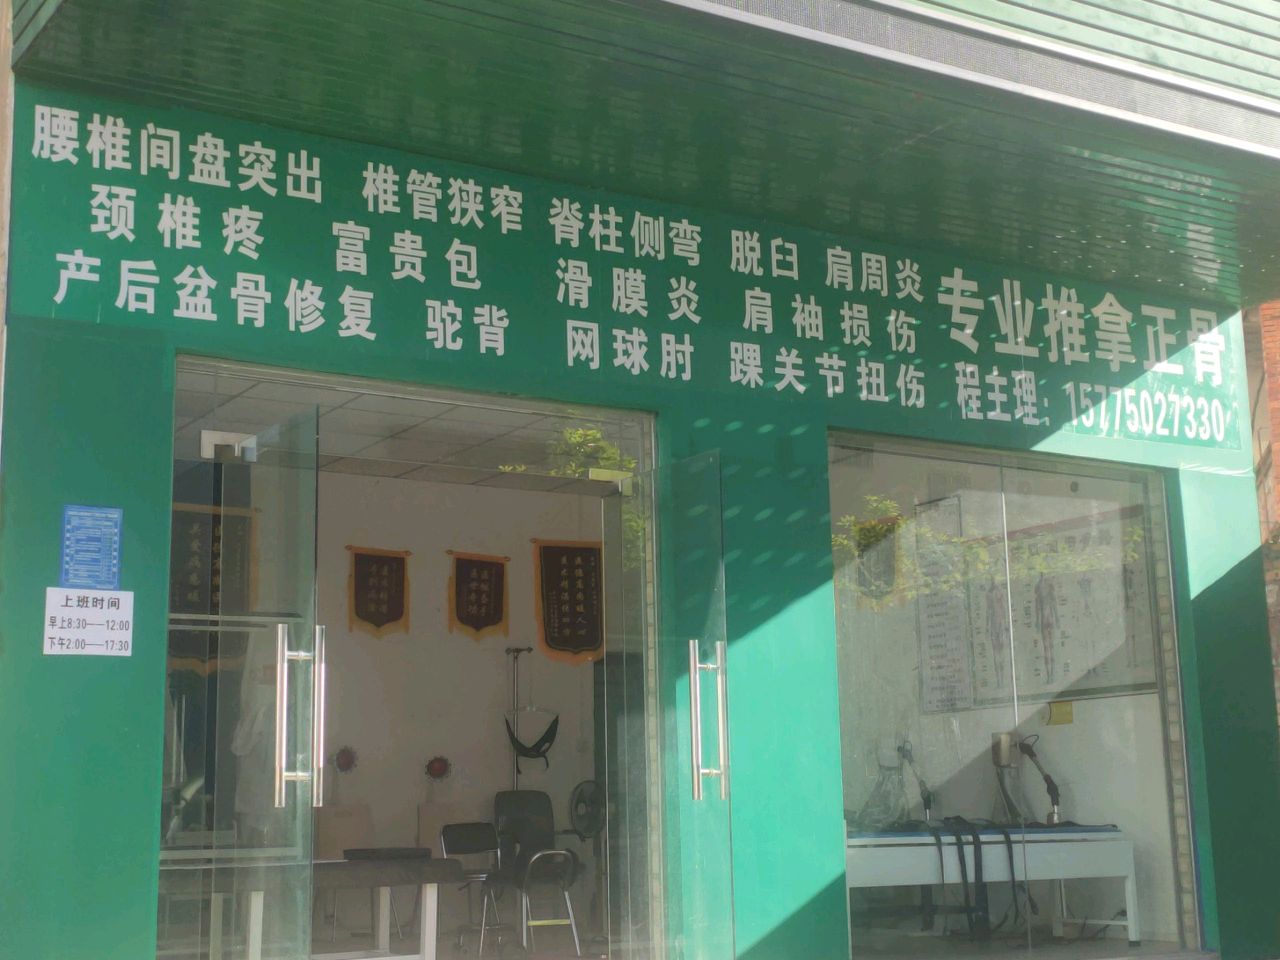 腰椎间盘突出 椎管狭窄 脊柱侧弯 脱臼 肩周炎
颈椎疼 富贵包 滑膜炎 肩袖损伤
产后盆骨修复 驼背 网球肘 踝关节扭伤
专业推拿正骨
程主理：15775027330
上班时间
早上8:30——12:00
下午2:00——17:30